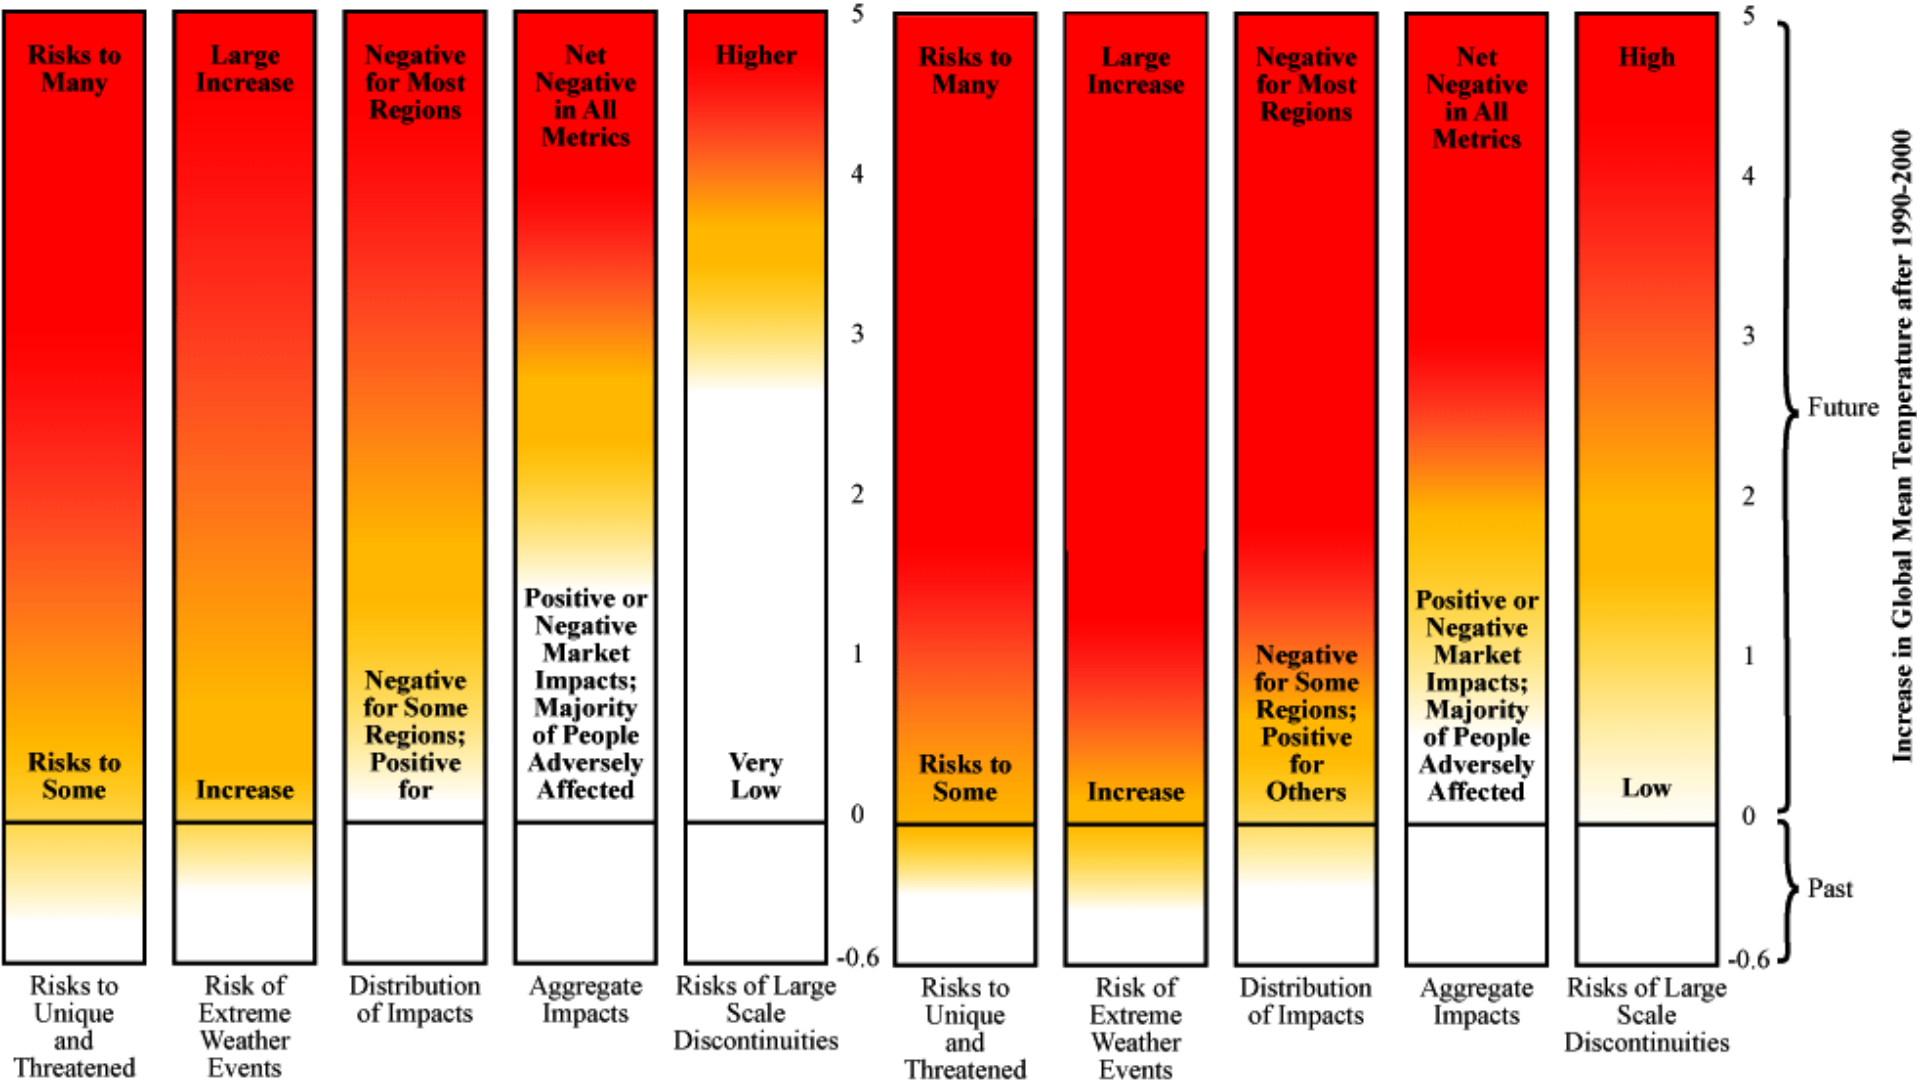 Risks to
Many
Risks to
Some
Large
Increase
Increase
Negative
for Most
Regions
Negative
for Some
Regions;
Positive
for
Net
Negative
in All
Metrics
Positive or
Negative
Market
Impacts;
Majority
of People
Adversely
Affected
Higher
Very
Low
5
4
3
2
1
0
-0.6
Risks to
Unique
and
Threatened
Risk of
Extreme
Weather
Events
Distribution
of Impacts
Aggregate
Impacts
Risks of Large
Scale
Discontinuities
Risks to
Many
Risks to
Some
Large
Increase
Increase
Negative
for Most
Regions
Negative
for Some
Regions;
Positive
for
Others
Net
Negative
in All
Metrics
Positive or
Negative
Market
Impacts;
Majority
of People
Adversely
Affected
High
Low
5
4
3
2
1
0
-0.6
Future
Past
Increase in Global Mean Temperature after 1990-2000
Risks to
Unique
and
Threatened
Risk of
Extreme
Weather
Events
Distribution
of Impacts
Aggregate
Impacts
Risks of Large
Scale
Discontinuities